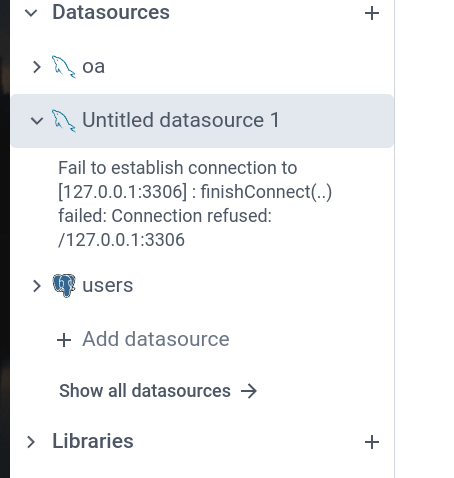 Datasources
oa
Untitled datasource 1
Fail to establish connection to
[127.0.0.1:3306] : finishConnect(..)
failed: Connection refused:
/127.0.0.1:3306
users
+ Add datasource
Show all datasources →
Libraries